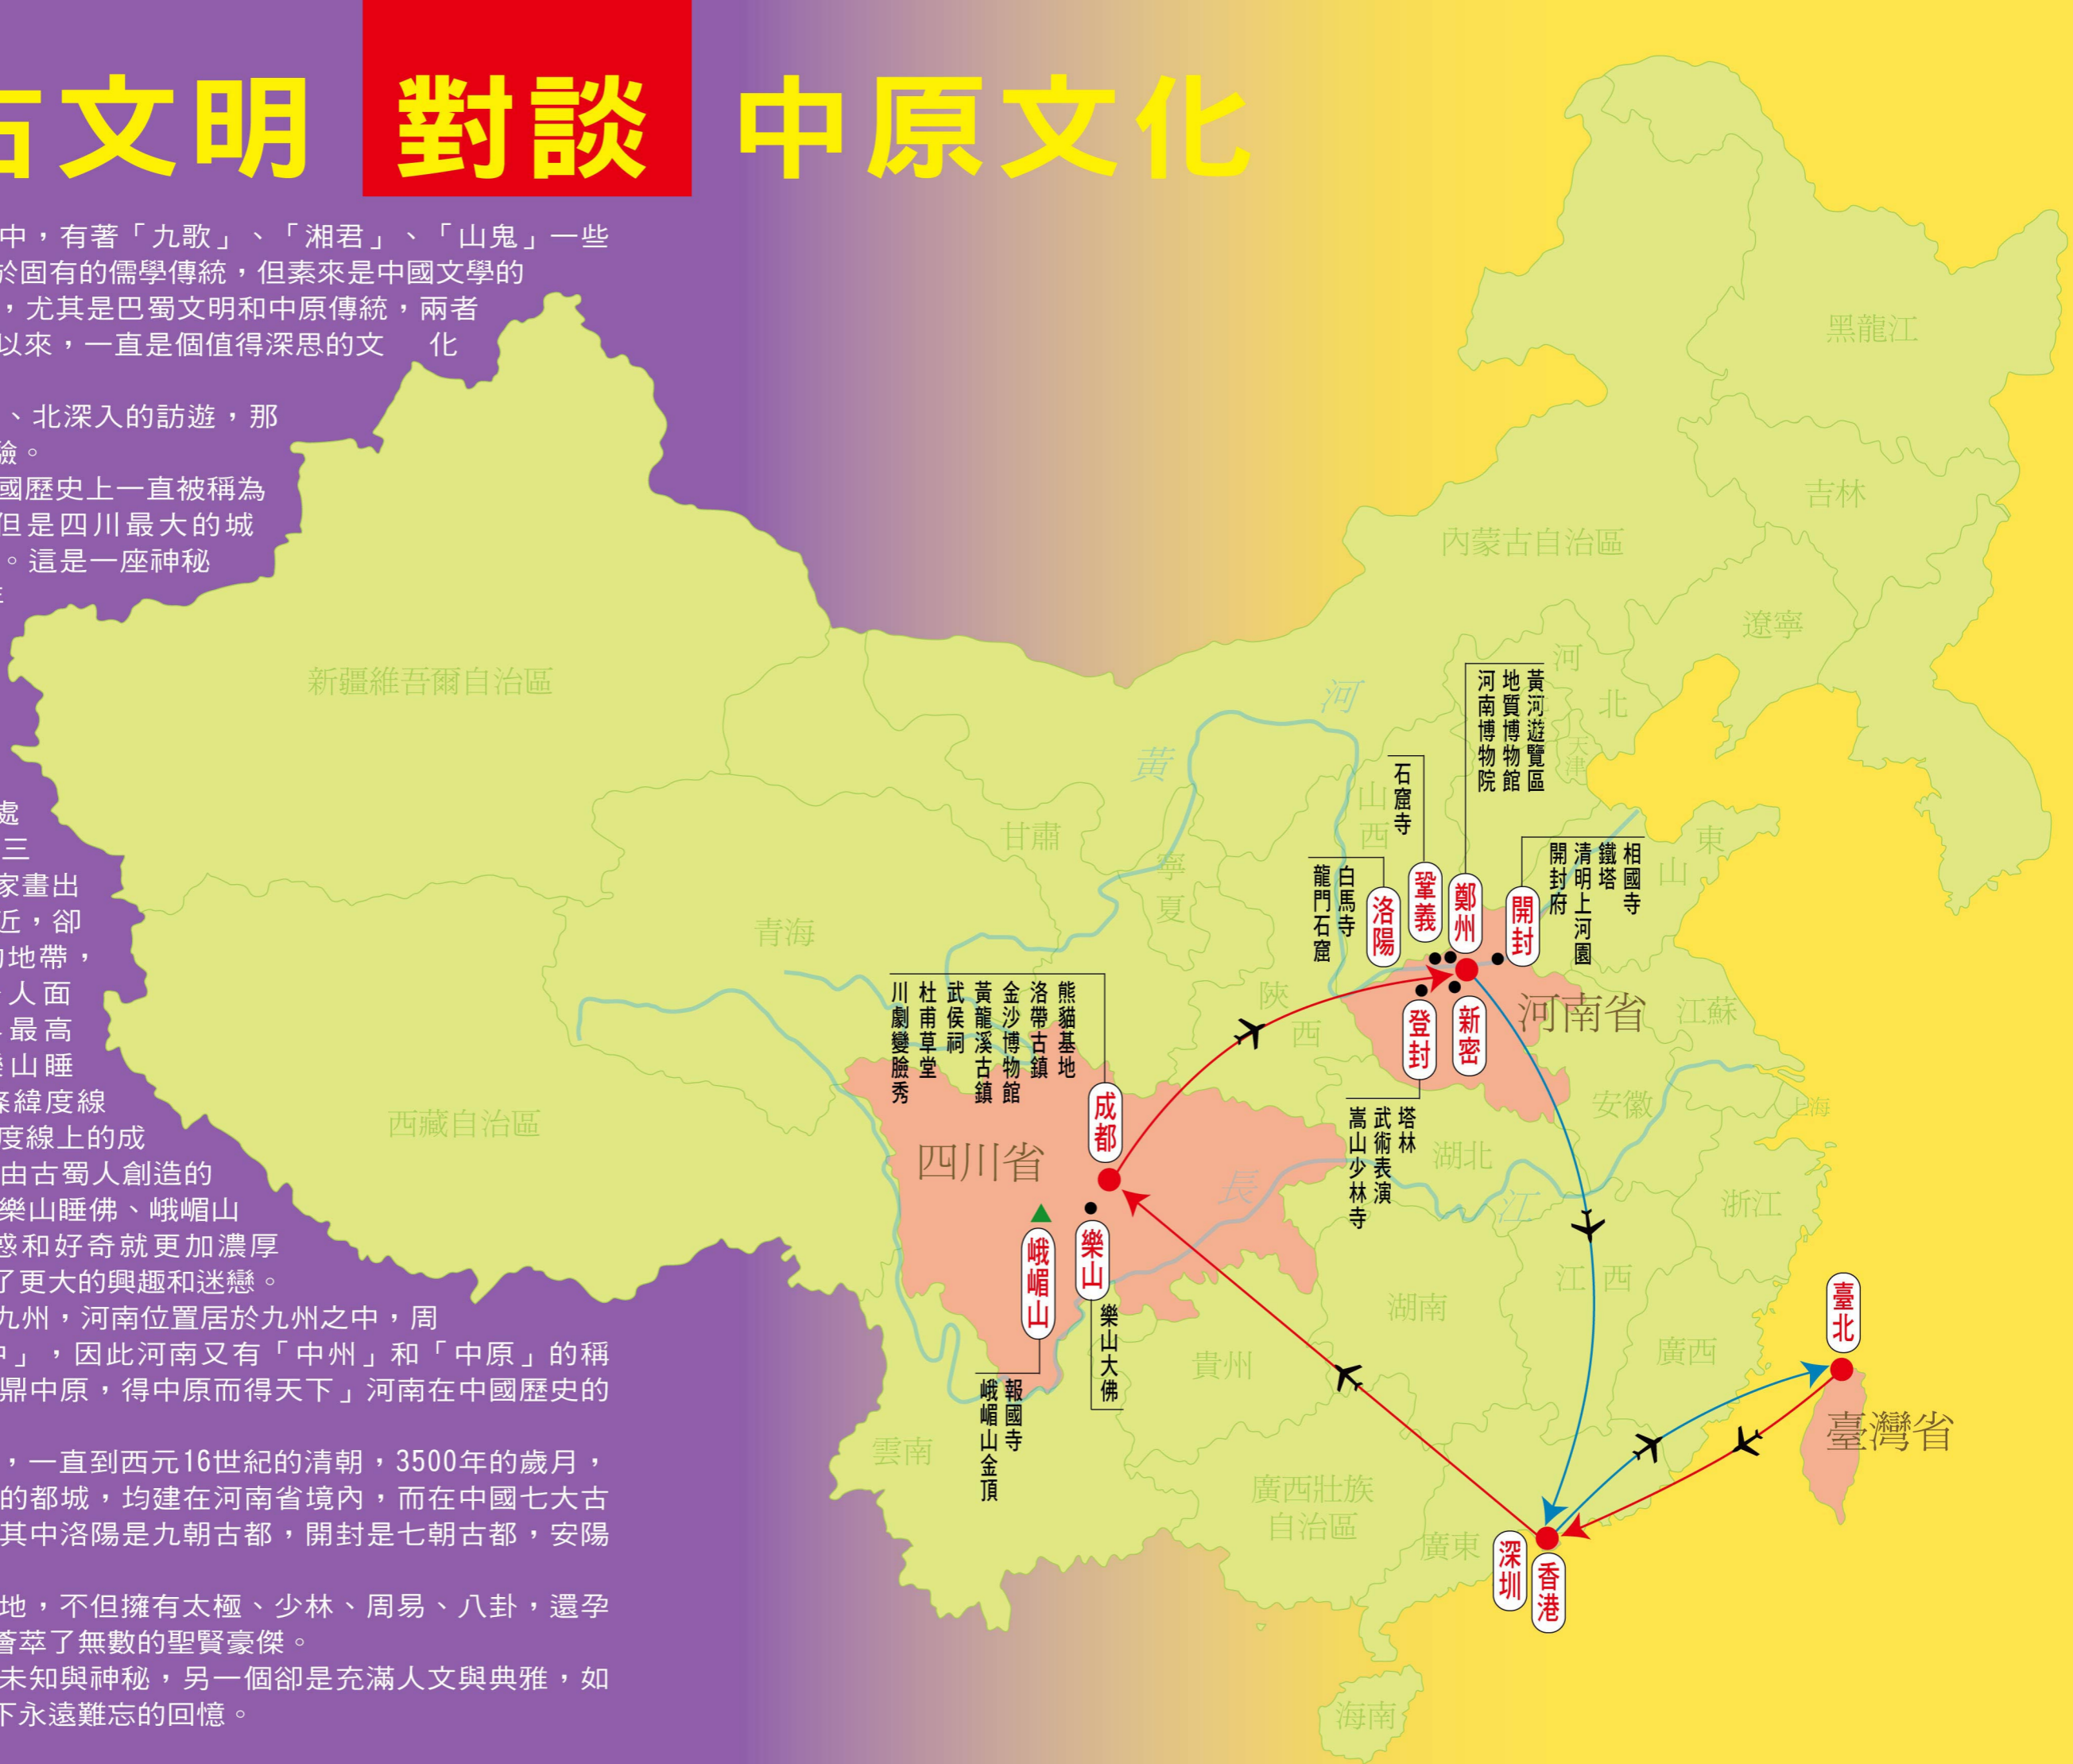 古文明 對談 中原文化
中，有著「九歌」、「湘君」、「山鬼」一些
於固有的儒學傳統，但素來是中國文學的
，尤其是巴蜀文明和中原傳統，兩者
以來，一直是個值得深思的文 化
、北深入的訪遊，那
驗。
國歷史上一直被稱為
但是四川最大的城
。這是一座神秘
處
三
家畫出
近，卻
的地帶，
人面
最高
樂山睡
條緯度線
度線上的成
由古蜀人創造的
樂山睡佛、峨嵋山
惑和好奇就更加濃厚
了更大的興趣和迷戀。
九州，河南位置居於九州之中，周
中」，因此河南又有「中州」和「中原」的稱
鼎中原，得中原而得天下」河南在中國歷史的
，一直到西元16世紀的清朝，3500年的歲月，
的都城，均建在河南省境內，而在中國七大古
其中洛陽是九朝古都，開封是七朝古都，安陽
地，不但擁有太極、少林、周易、八卦，還孕
薈萃了無數的聖賢豪傑。
未知與神秘，另一個卻是充滿人文與典雅，如
下永遠難忘的回憶。
黑龍江
吉林
內蒙古自治區
遼寧
新疆維吾爾自治區
河北
天津
黃河
山西
山東
甘肅
寧夏
青海
陝西
江蘇
西藏自治區
安徽
上海
湖北
長江
浙江
江西
湖南
廣西
貴州
雲南
廣西壯族
自治區
廣東
海南
四川省
河南省
臺灣省
黃河遊覽區
地質博物館
河南博物院
鄭州
石窟寺
鞏義
白馬寺
龍門石窟
洛陽
相國寺
鐵塔
清明上河園
開封府
開封
登封
新密
塔林
武術表演
嵩山少林寺
熊貓基地
洛帶古鎮
金沙博物館
黃龍溪古鎮
武侯祠
杜甫草堂
川劇變臉秀
成都
樂山
樂山大佛
峨嵋山
報國寺
峨嵋山金頂
臺北
深圳
香港